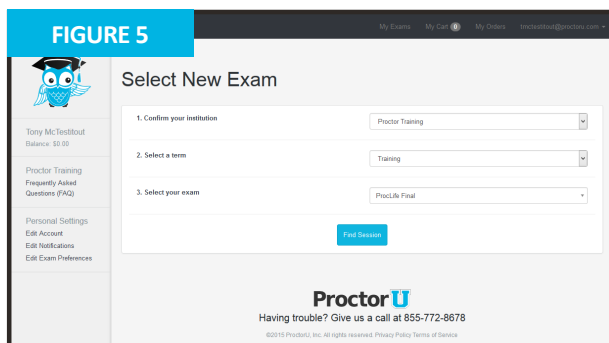 FIGURE 5
My Exams My Cart 0 My Orders tmctestitout@proctoru.com
Select New Exam
Tony McTestitout
Balance: $0.00
Proctor Training
Frequently Asked
Questions (FAQ)
Personal Settings
Edit Account
Edit Notifications
Edit Exam Preferences
1. Confirm your institution
Proctor Training
2. Select a term
Training
3. Select your exam
ProcLife Final
Find Session
ProctorU
Having trouble? Give us a call at 855-772-8678
©2015 ProctorU, Inc. All rights reserved. Privacy Policy Terms of Service